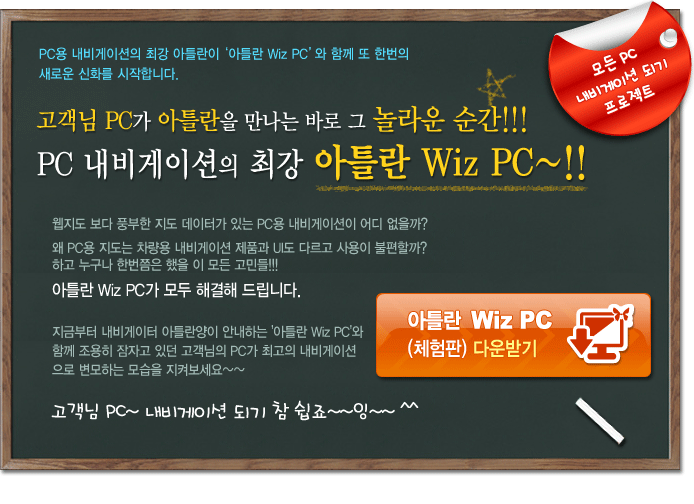 PC용 내비게이션의 최강 아틀란이 '아틀란 Wiz PC' 와 함께 또 한번의
새로운 신화를 시작합니다.
모든 PC
내비게이션 되기
프로젝트
고객님 PC가 아틀란을 만나는 바로 그 놀라운 순간!!!
PC 내비게이션의 최강 아틀란 Wiz PC~!!
웹지도 보다 풍부한 지도 데이터가 있는 PC용 내비게이션이 어디 없을까?
왜 PC용 지도는 차량용 내비게이션 제품과 UI도 다르고 사용이 불편할까?
하고 누구나 한번쯤은 했을 이 모든 고민들!!!
아틀란 Wiz PC가 모두 해결해 드립니다.
지금부터 내비게이터 아틀란양이 안내하는 '아틀란 Wiz PC'와
함께 조용히 잠자고 있던 고객님의 PC가 최고의 내비게이션
으로 변모하는 모습을 지켜보세요~~
아틀란 Wiz PC
(체험판) 다운받기
고객님 PC~ 내비게이션 되기 참 쉽죠~~잉~~ ^^